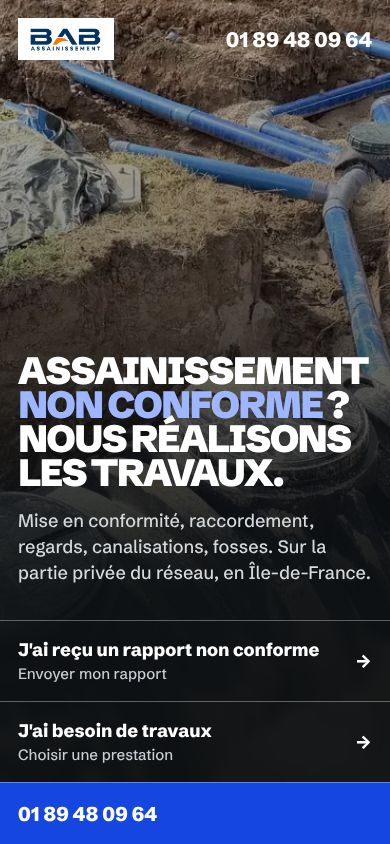 BAB
ASSAINISSEMENT
01 89 48 09 64
ASSAINISSEMENT
NON CONFORME ?
NOUS RÉALISONS
LES TRAVAUX.
Mise en conformité, raccordement,
regards, canalisations, fosses. Sur la
partie privée du réseau, en Île-de-France.
J'ai reçu un rapport non conforme
Envoyer mon rapport
→
J'ai besoin de travaux
Choisir une prestation
→
01 89 48 09 64